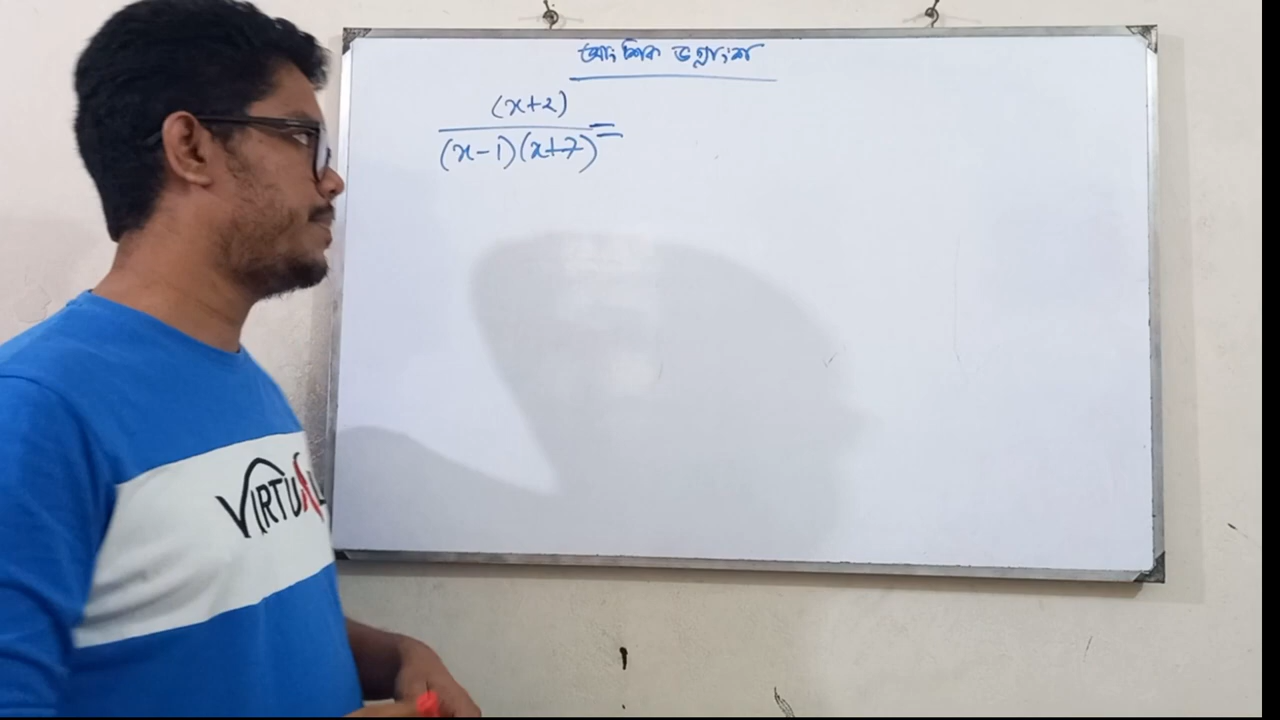 আংশিক ভগ্নাংশ
(x+2)
(x-1)(x+7) =
VIRTUAL